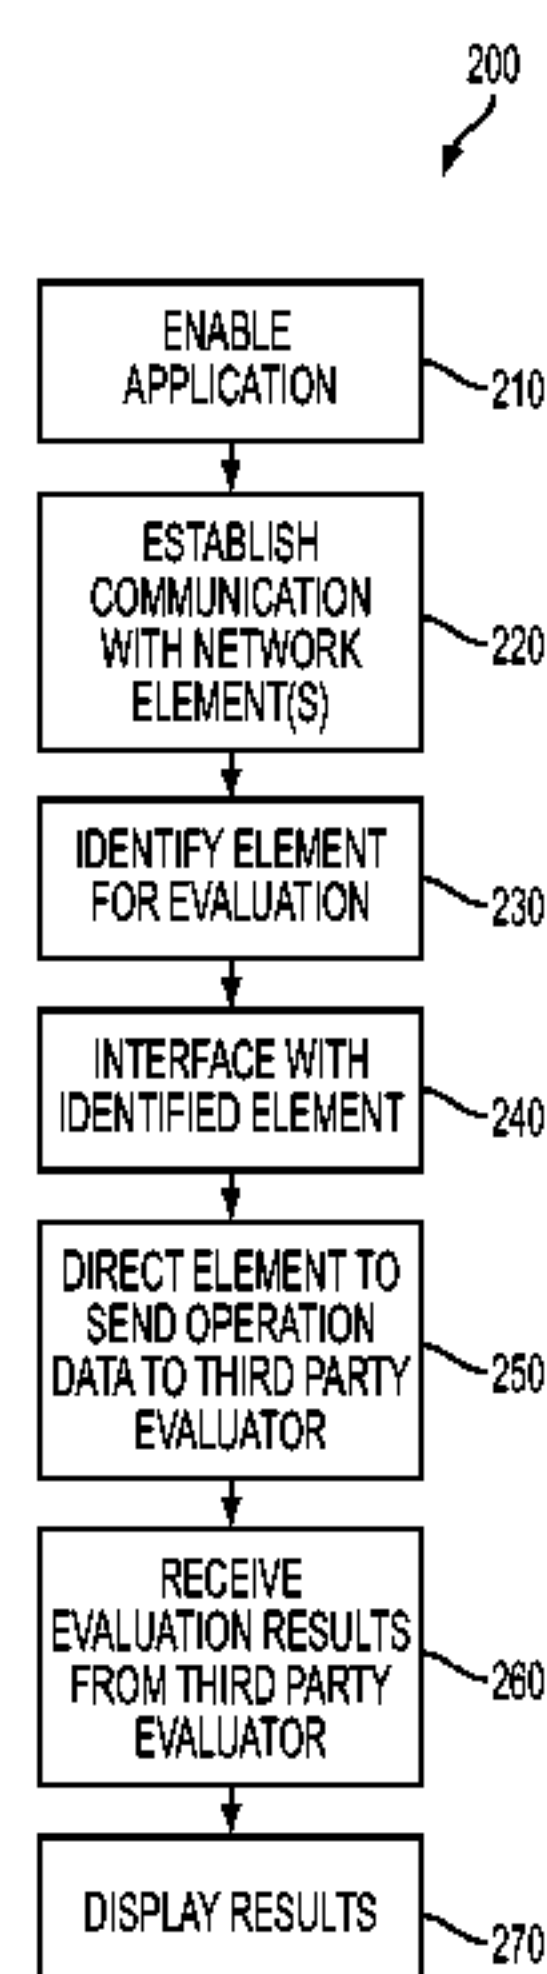 200
ENABLE
APPLICATION
210
ESTABLISH
COMMUNICATION
WITH NETWORK
ELEMENT(S)
220
IDENTIFY ELEMENT
FOR EVALUATION
230
INTERFACE WITH
IDENTIFIED ELEMENT
240
DIRECT ELEMENT TO
SEND OPERATION
DATA TO THIRD PARTY
EVALUATOR
250
RECEIVE
EVALUATION RESULTS
FROM THIRD PARTY
EVALUATOR
260
DISPLAY RESULTS
270